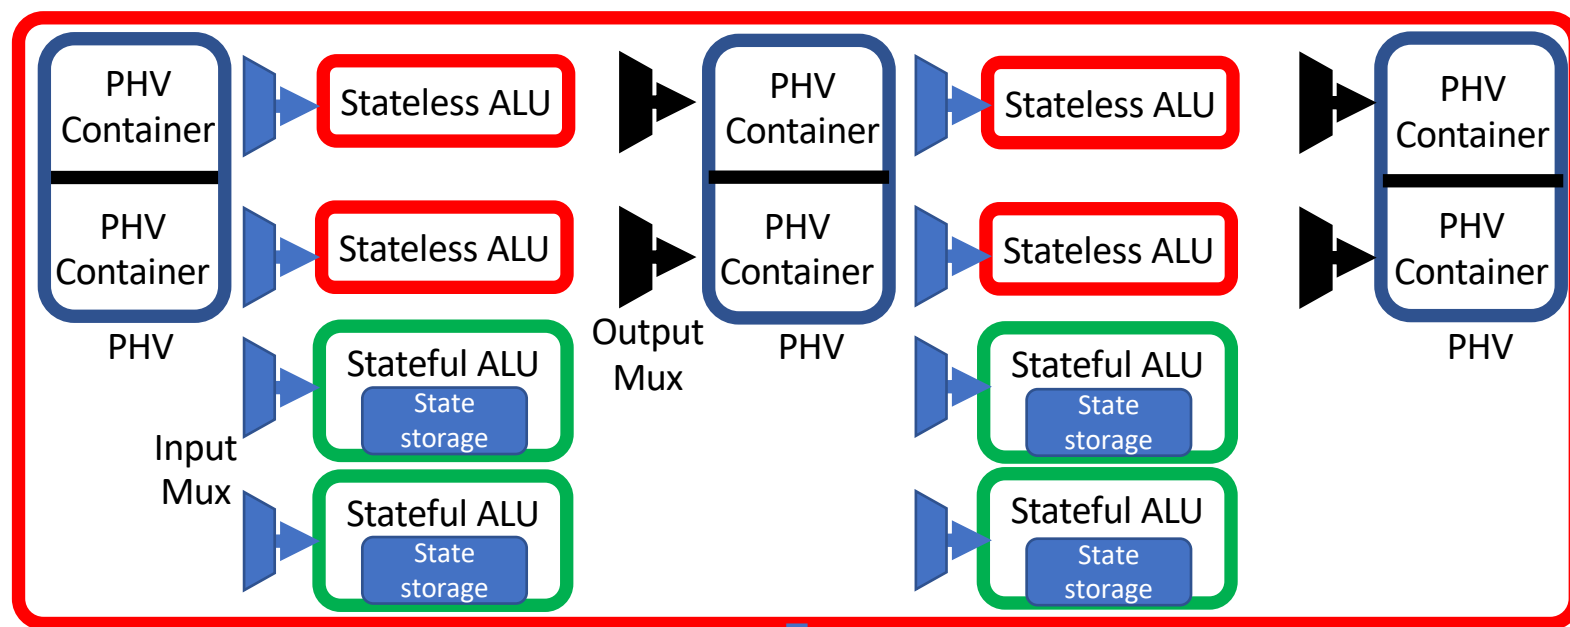 PHV
Container
PHV
Container
PHV
Input
Mux
Stateless ALU
Stateless ALU
Stateful ALU
State
storage
Stateful ALU
State
storage
Output
Mux
PHV
Container
PHV
Container
PHV
Stateless ALU
Stateless ALU
Stateful ALU
State
storage
Stateful ALU
State
storage
PHV
Container
PHV
Container
PHV